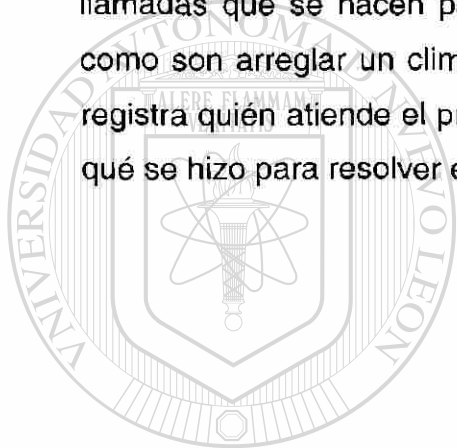 llamadas que se hacen p
como son arreglar un clim
registra quién atiende el p
qué se hizo para resolver e
ALERE FLAMMAM
VERITATIS
UNIVERSIDAD AUTONOMA DE NUEVO LEON